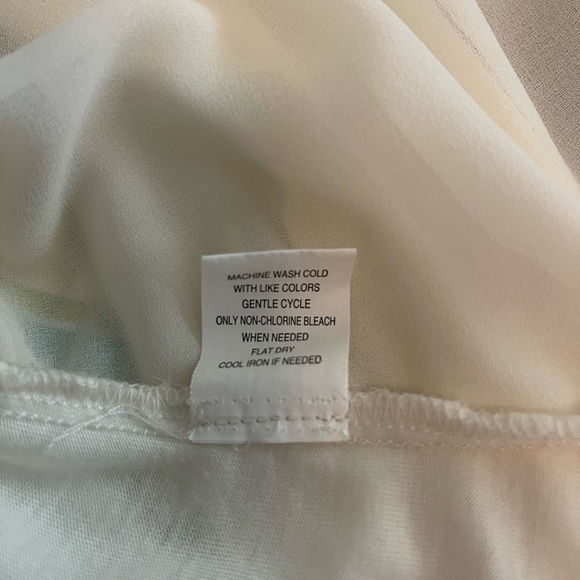 MACHINE WASH COLD
WITH LIKE COLORS
GENTLE CYCLE
ONLY NON-CHLORINE BLEACH
WHEN NEEDED
FLAT DRY
COOL IRON IF NEEDED